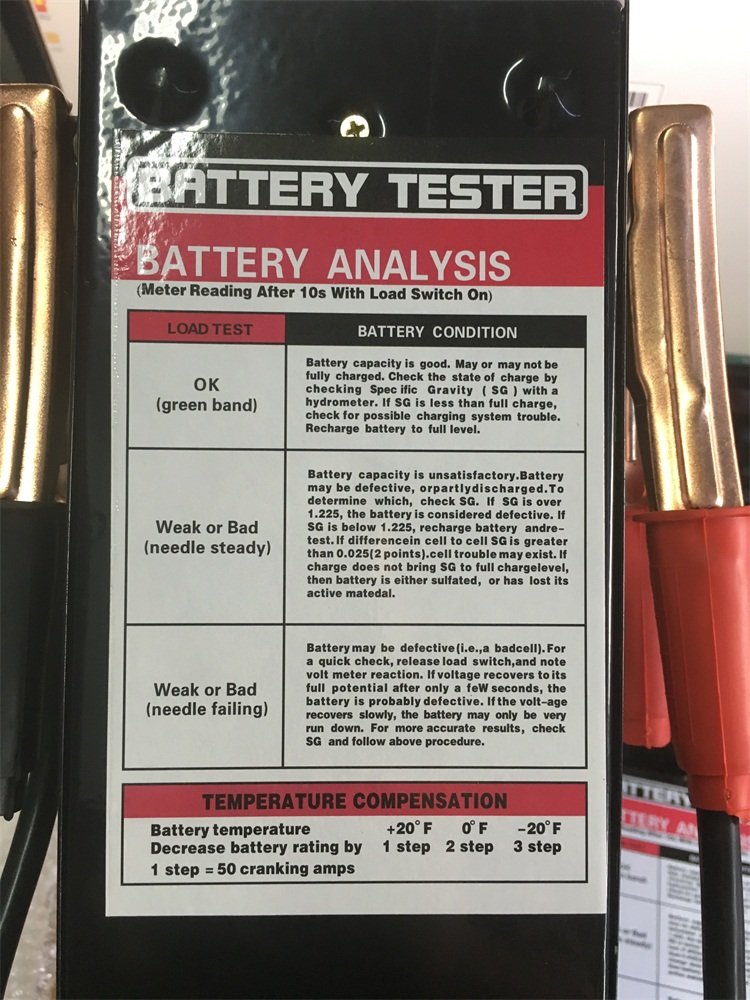 BATTERY TESTER
BATTERY ANALYSIS
(Meter Reading After 10s With Load Switch On)
LOAD TEST
BATTERY CONDITION
OK
(green band)
Battery capacity is good. May or may not be
fully charged. Check the state of charge by
checking Spec ific Gravity ( SG ) with a
hydrometer. If SG is less than full charge,
check for possible charging system trouble.
Recharge battery to full level.
Weak or Bad
(needle steady)
Battery capacity is unsatisfactory.Battery
may be defective, orpartlydischarged.To
determine which, check SG. If SG is over
1.225, the battery is considered defective. If
SG is below 1.225, recharge battery andre-
test. If differencein cell to cell SG is greater
than 0.025(2 points).cell trouble may exist. If
charge does not bring SG to full chargelevel,
then battery is either sulfated, or has lost its
active matedal.
Weak or Bad
(needle failing)
Battery may be defective(i.e.,a badcell). For
a quick check, release load switch,and note
volt meter reaction. If voltage recovers to its
full potential after only a feW seconds, the
battery is probably defective. If the volt-age
recovers slowly, the battery may only be very
run down. For more accurate results, check
SG and follow above procedure.
TEMPERATURE COMPENSATION
Battery temperature +20°F 0°F -20°F
Decrease battery rating by 1 step 2 step 3 step
1 step = 50 cranking amps